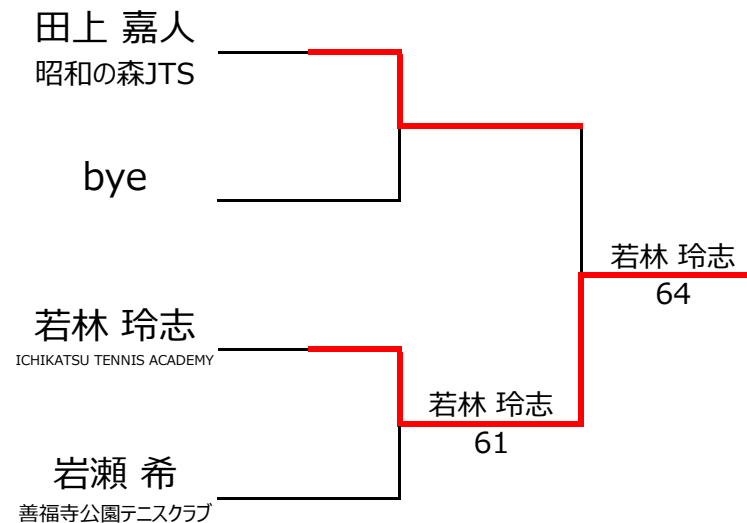 田上 嘉人
昭和の森JTS
bye
若林 玲志
64
若林 玲志
ICHIKATSU TENNIS ACADEMY
若林 玲志
61
岩瀬 希
善福寺公園テニスクラブ